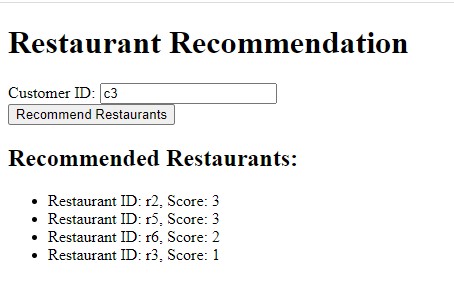 Restaurant Recommendation
Customer ID: c3
Recommend Restaurants
Recommended Restaurants:
• Restaurant ID: r2, Score: 3
• Restaurant ID: r5, Score: 3
• Restaurant ID: r6, Score: 2
• Restaurant ID: r3, Score: 1